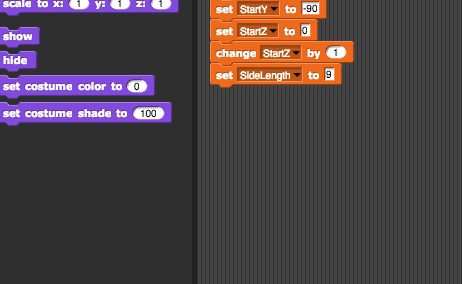 scale to x: 1 y: 1 z: 1
show
hide
set costume color to 0
set costume shade to 100
set StartY to -90
set StartZ to 0
change StartZ by 1
set SideLength to 9